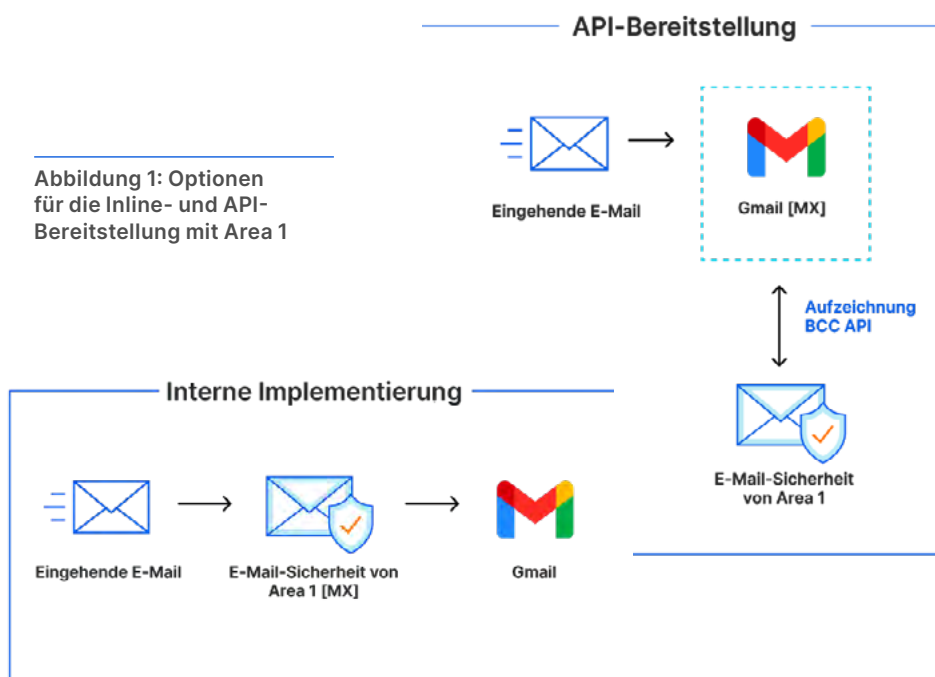 API-Bereitstellung
Eingehende E-Mail
Gmail [MX]
Abbildung 1: Optionen
für die Inline- und API-
Bereitstellung mit Area 1
Aufzeichnung
BCC API
E-Mail-Sicherheit
von Area 1
Interne Implementierung
Eingehende E-Mail
E-Mail-Sicherheit von
Area 1 [MX]
Gmail